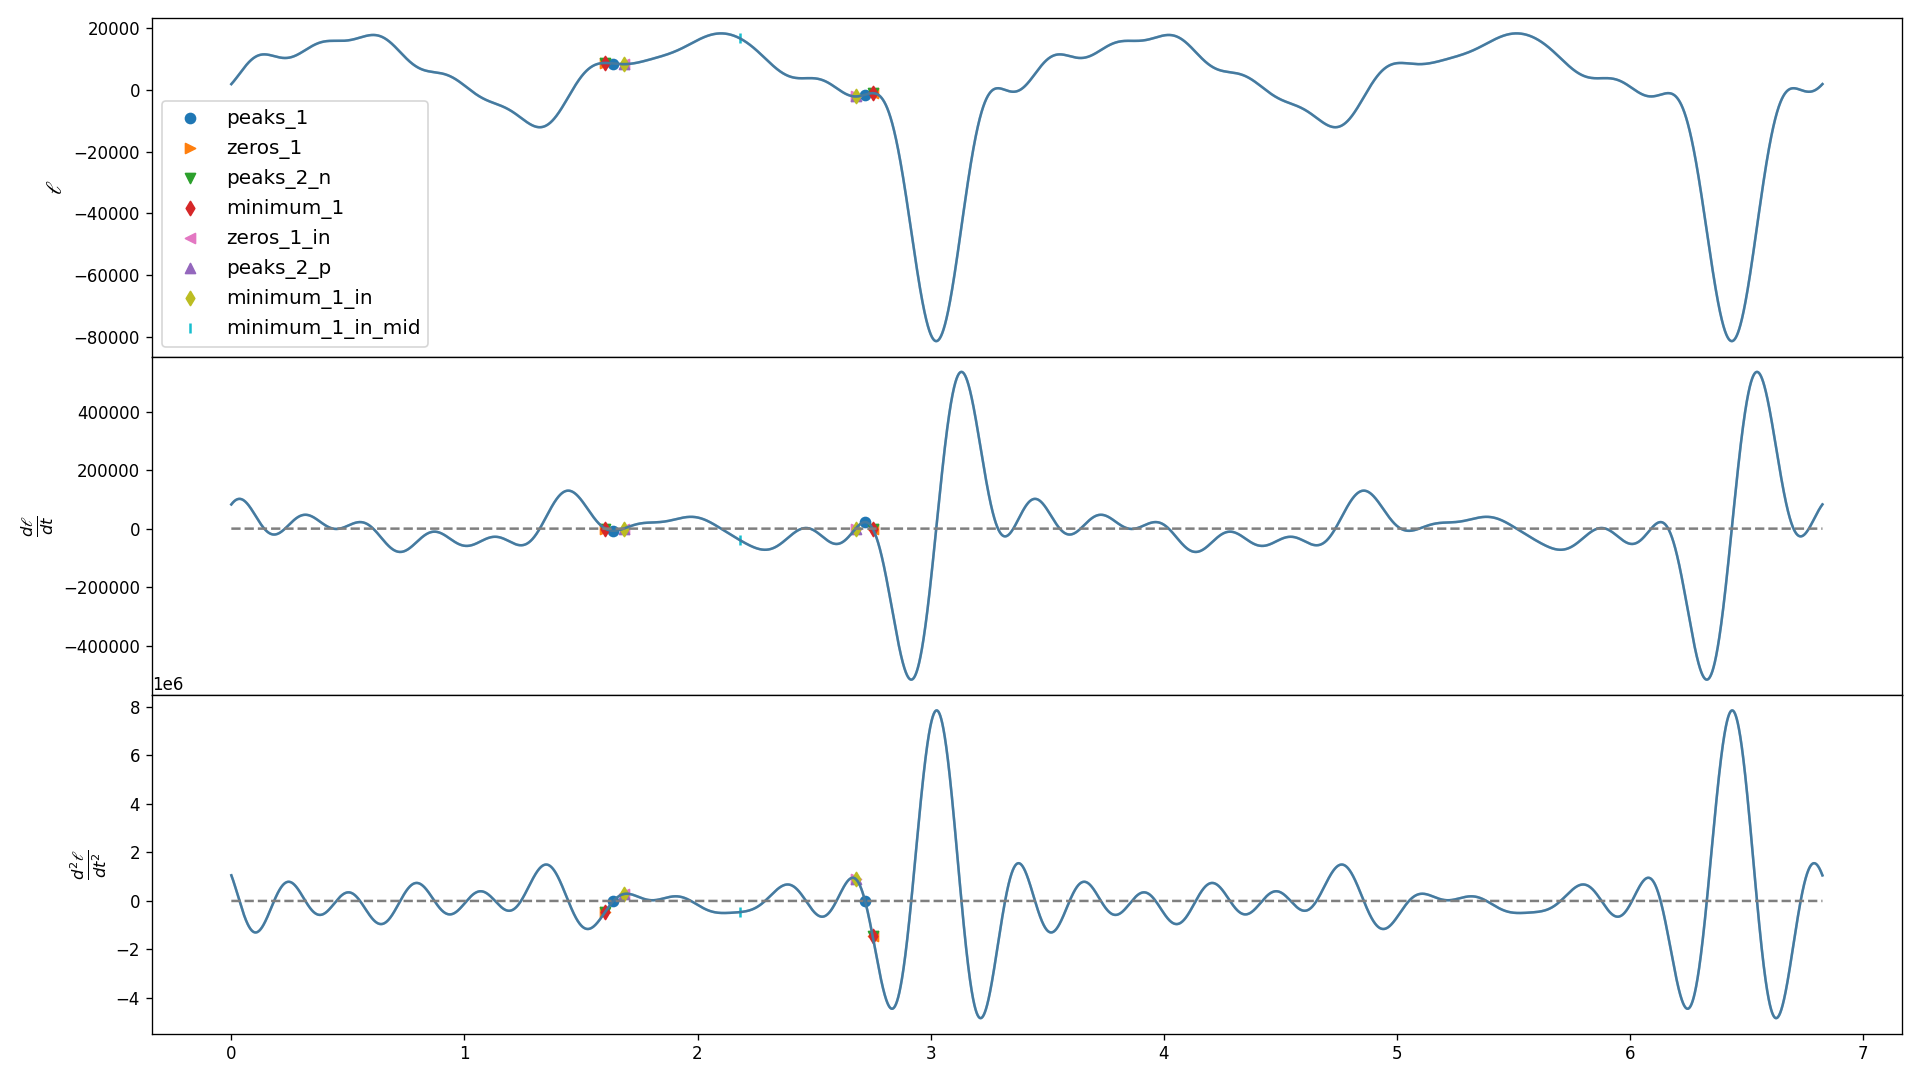 20000
0
−20000
−40000
−60000
−80000
ℓ
peaks_1
zeros_1
peaks_2_n
minimum_1
zeros_1_in
peaks_2_p
minimum_1_in
minimum_1_in_mid
400000
200000
0
−200000
−400000
dℓ
dt
1e6
8
6
4
2
0
−2
−4
d²ℓ
dt²
0 1 2 3 4 5 6 7